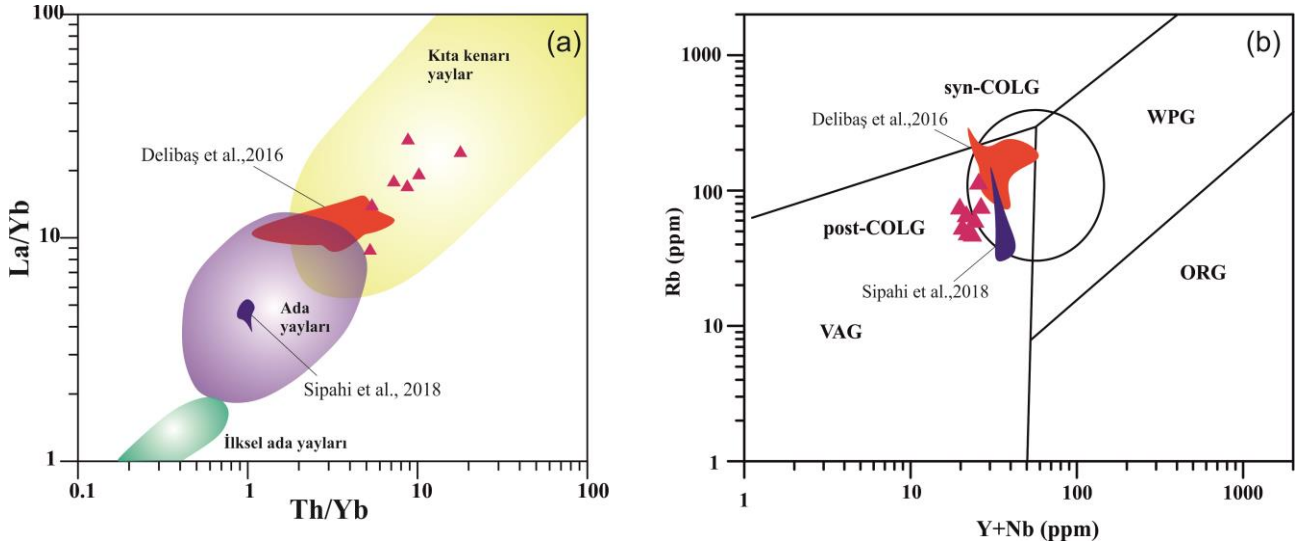 (a)
100
10
1
La/Yb
Kıta kenarı
yaylar
Delibaş et al.,2016
Ada
yayları
Sipahi et al., 2018
İlksel ada yayları
0.1
1
10
100
Th/Yb
(b)
1000
100
10
1
Rb (ppm)
syn-COLG
Delibaş et al.,2016
WPG
post-COLG
Sipahi et al.,2018
ORG
VAG
1
10
100
1000
Y+Nb (ppm)